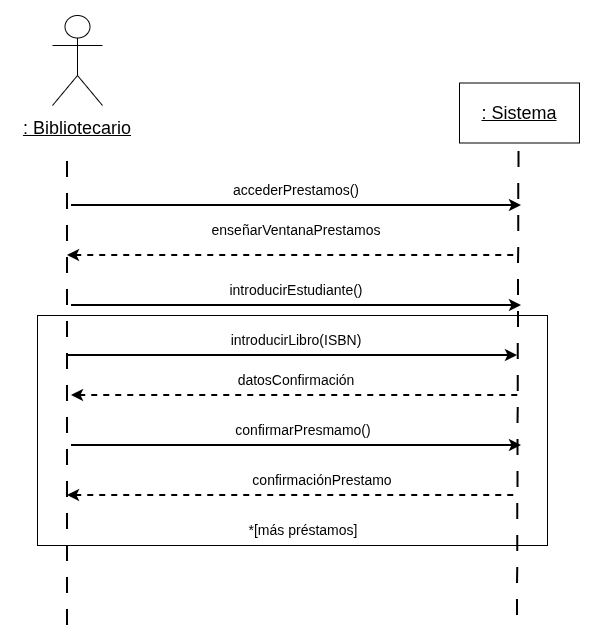 : Bibliotecario
: Sistema
accederPrestamos()
enseñarVentanaPrestamos
introducirEstudiante()
introducirLibro(ISBN)
datosConfirmación
confirmarPresmamo()
confirmaciónPrestamo
*[más préstamos]